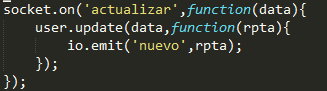 socket.on('actualizar',function(data){
    user.update(data,function(rpta){
        io.emit('nuevo',rpta);
    });
});